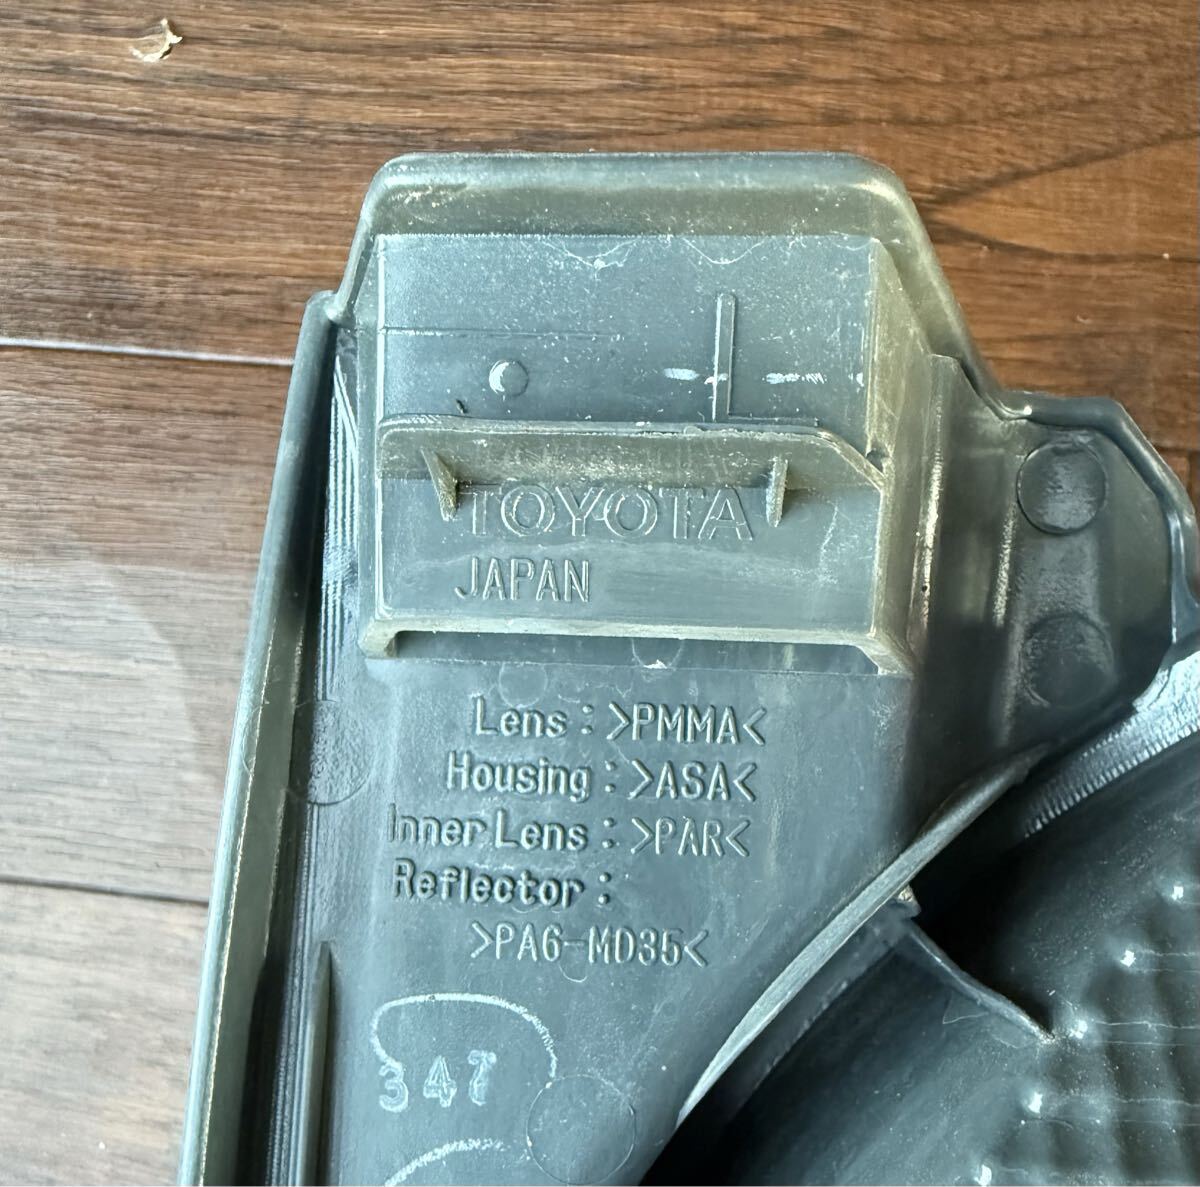 TOYOTA
JAPAN
Lens : >PMMA<
Housing : >ASA<
Inner Lens : >PAR<
Reflector :
>PA6-MD35<
347